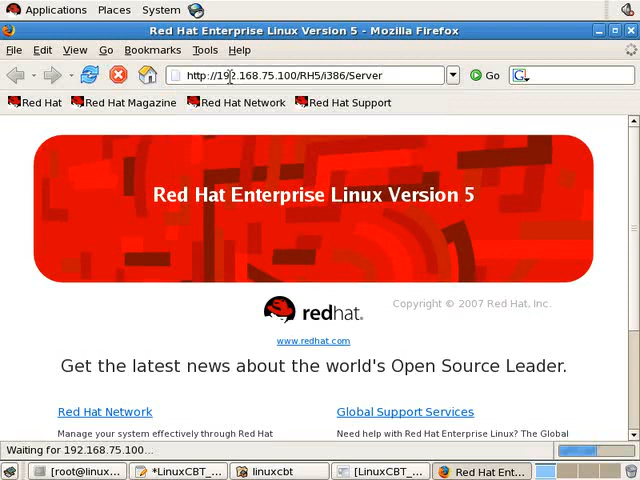 Applications Places System
Red Hat Enterprise Linux Version 5 - Mozilla Firefox
File Edit View Go Bookmarks Tools Help
http://192.168.75.100/RH5/i386/Server Go G
Red Hat Red Hat Magazine Red Hat Network Red Hat Support
Red Hat Enterprise Linux Version 5
redhat.
Copyright © 2007 Red Hat, Inc.
www.redhat.com
Get the latest news about the world's Open Source Leader.
Red Hat Network Global Support Services
Manage your system effectively through Red Hat Need help with Red Hat Enterprise Linux? The Global
Waiting for 192.168.75.100...
[root@linux... *LinuxCBT_... linuxcbt [LinuxCBT_... Red Hat Ent...